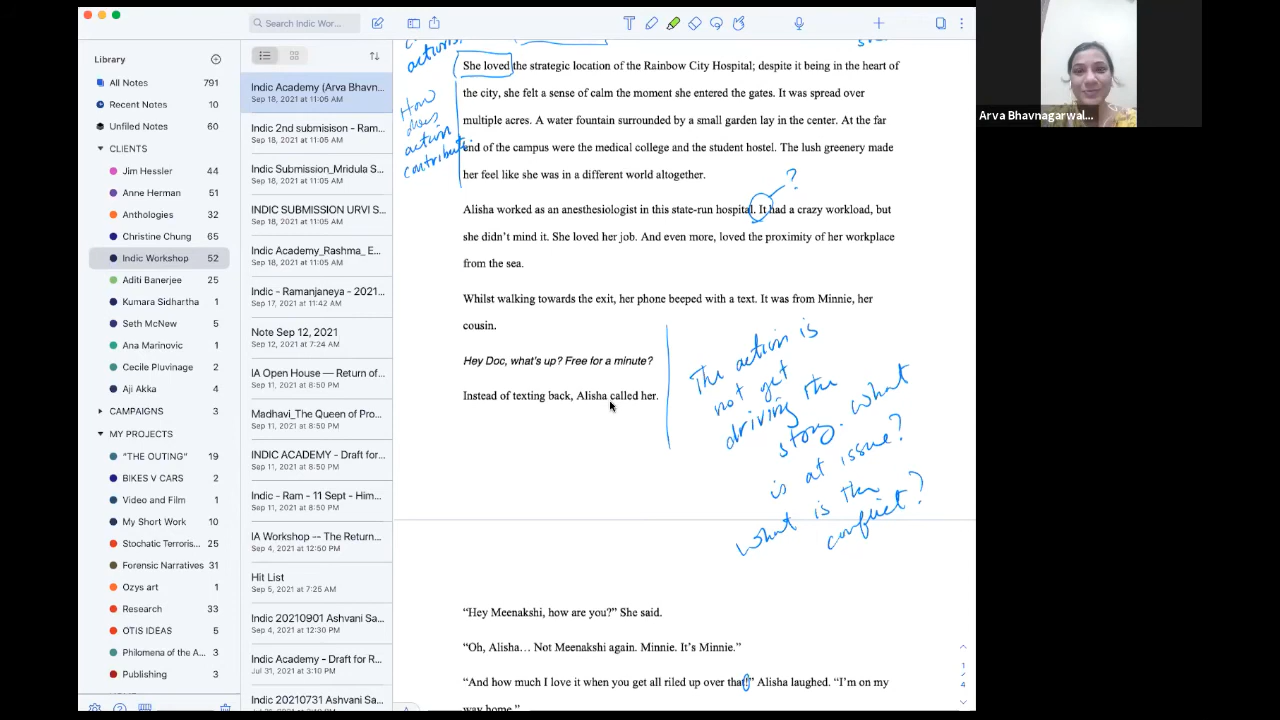 Search Indic Wor...
Library
All Notes 791
Recent Notes 10
Unfiled Notes 60
CLIENTS
Jim Hessler 44
Anne Herman 51
Anthologies 32
Christine Chung 65
Indic Workshop 52
Aditi Banerjee 25
Kumara Sidhartha 1
Seth McNew 5
Ana Marinovic 1
Cecile Pluvinage 2
Aji Akka 4
CAMPAIGNS 3
MY PROJECTS
"THE OUTING" 19
BIKES V CARS 2
Video and Film 1
My Short Work 10
Stochatic Terroris... 25
Forensic Narratives 31
Ozys art 1
Research 33
OTIS IDEAS 5
Philomena of the A... 3
Publishing 3
Indic Academy (Arva Bhavn...
Sep 18, 2021 at 11:05 AM
Indic 2nd submisison - Ram...
Sep 18, 2021 at 11:05 AM
Indic Submission_Mridula S...
Sep 18, 2021 at 11:05 AM
INDIC SUBMISSION URVI S...
Sep 18, 2021 at 11:05 AM
Indic Academy_Rashma_ E...
Sep 18, 2021 at 11:05 AM
Indic - Ramanjaneya - 2021...
Sep 17, 2021 at 11:42 AM
Note Sep 12, 2021
Sep 12, 2021 at 7:24 AM
IA Open House — Return of...
Sep 11, 2021 at 8:50 PM
Madhavi_The Queen of Pro...
Sep 11, 2021 at 8:50 PM
INDIC ACADEMY - Draft for...
Sep 11, 2021 at 8:50 PM
Indic - Ram - 11 Sept - Him...
Sep 11, 2021 at 8:50 PM
IA Workshop -- The Return...
Sep 4, 2021 at 12:50 PM
Hit List
Sep 5, 2021 at 7:25 AM
Indic 20210901 Ashvani Sa...
Sep 4, 2021 at 12:30 PM
Indic Academy - Draft for R...
Jul 31, 2021 at 3:10 PM
Indic 20210731 Ashvani Sa...
She loved the strategic location of the Rainbow City Hospital; despite it being in the heart of
the city, she felt a sense of calm the moment she entered the gates. It was spread over
multiple acres. A water fountain surrounded by a small garden lay in the center. At the far
end of the campus were the medical college and the student hostel. The lush greenery made
her feel like she was in a different world altogether.
How
does
action
contribute
?
Alisha worked as an anesthesiologist in this state-run hospital. It had a crazy workload, but
she didn't mind it. She loved her job. And even more, loved the proximity of her workplace
from the sea.
Whilst walking towards the exit, her phone beeped with a text. It was from Minnie, her
cousin.
Hey Doc, what's up? Free for a minute?
Instead of texting back, Alisha called her.
The action is
not yet
driving the
story. What
is at issue?
What is the
conflict?
"Hey Meenakshi, how are you?" She said.
"Oh, Alisha… Not Meenakshi again. Minnie. It's Minnie."
"And how much I love it when you get all riled up over that!" Alisha laughed. "I'm on my
way home."
1
4
Arva Bhavnagarwal...